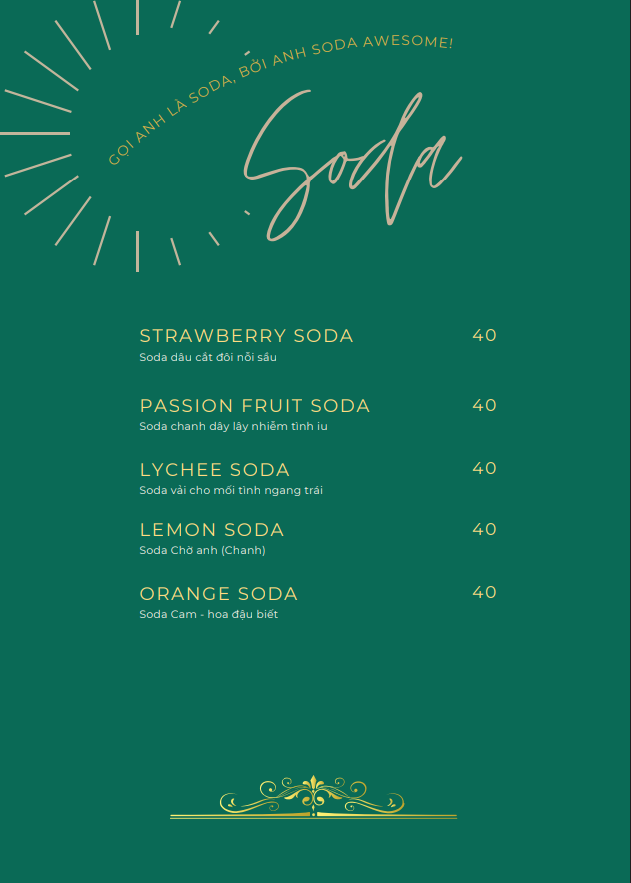 GỌI ANH LÀ SODA, BỞI ANH SODA AWESOME!
Soda
STRAWBERRY SODA 40
Soda dâu cắt đôi nỗi sầu
PASSION FRUIT SODA 40
Soda chanh dây lây nhiễm tình iu
LYCHEE SODA 40
Soda vải cho mối tình ngang trái
LEMON SODA 40
Soda Chờ anh (Chanh)
ORANGE SODA 40
Soda Cam - hoa đậu biết